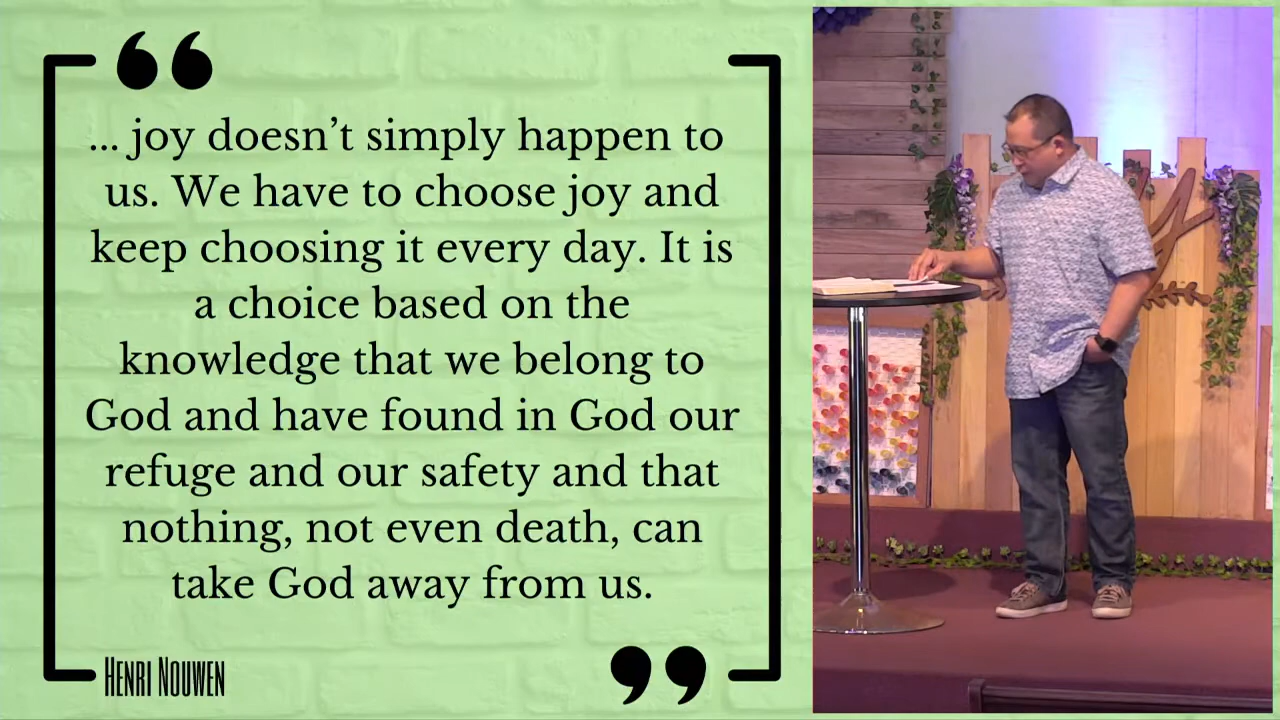 ... joy doesn’t simply happen to
us. We have to choose joy and
keep choosing it every day. It is
a choice based on the
knowledge that we belong to
God and have found in God our
refuge and our safety and that
nothing, not even death, can
take God away from us.
Henri Nouwen